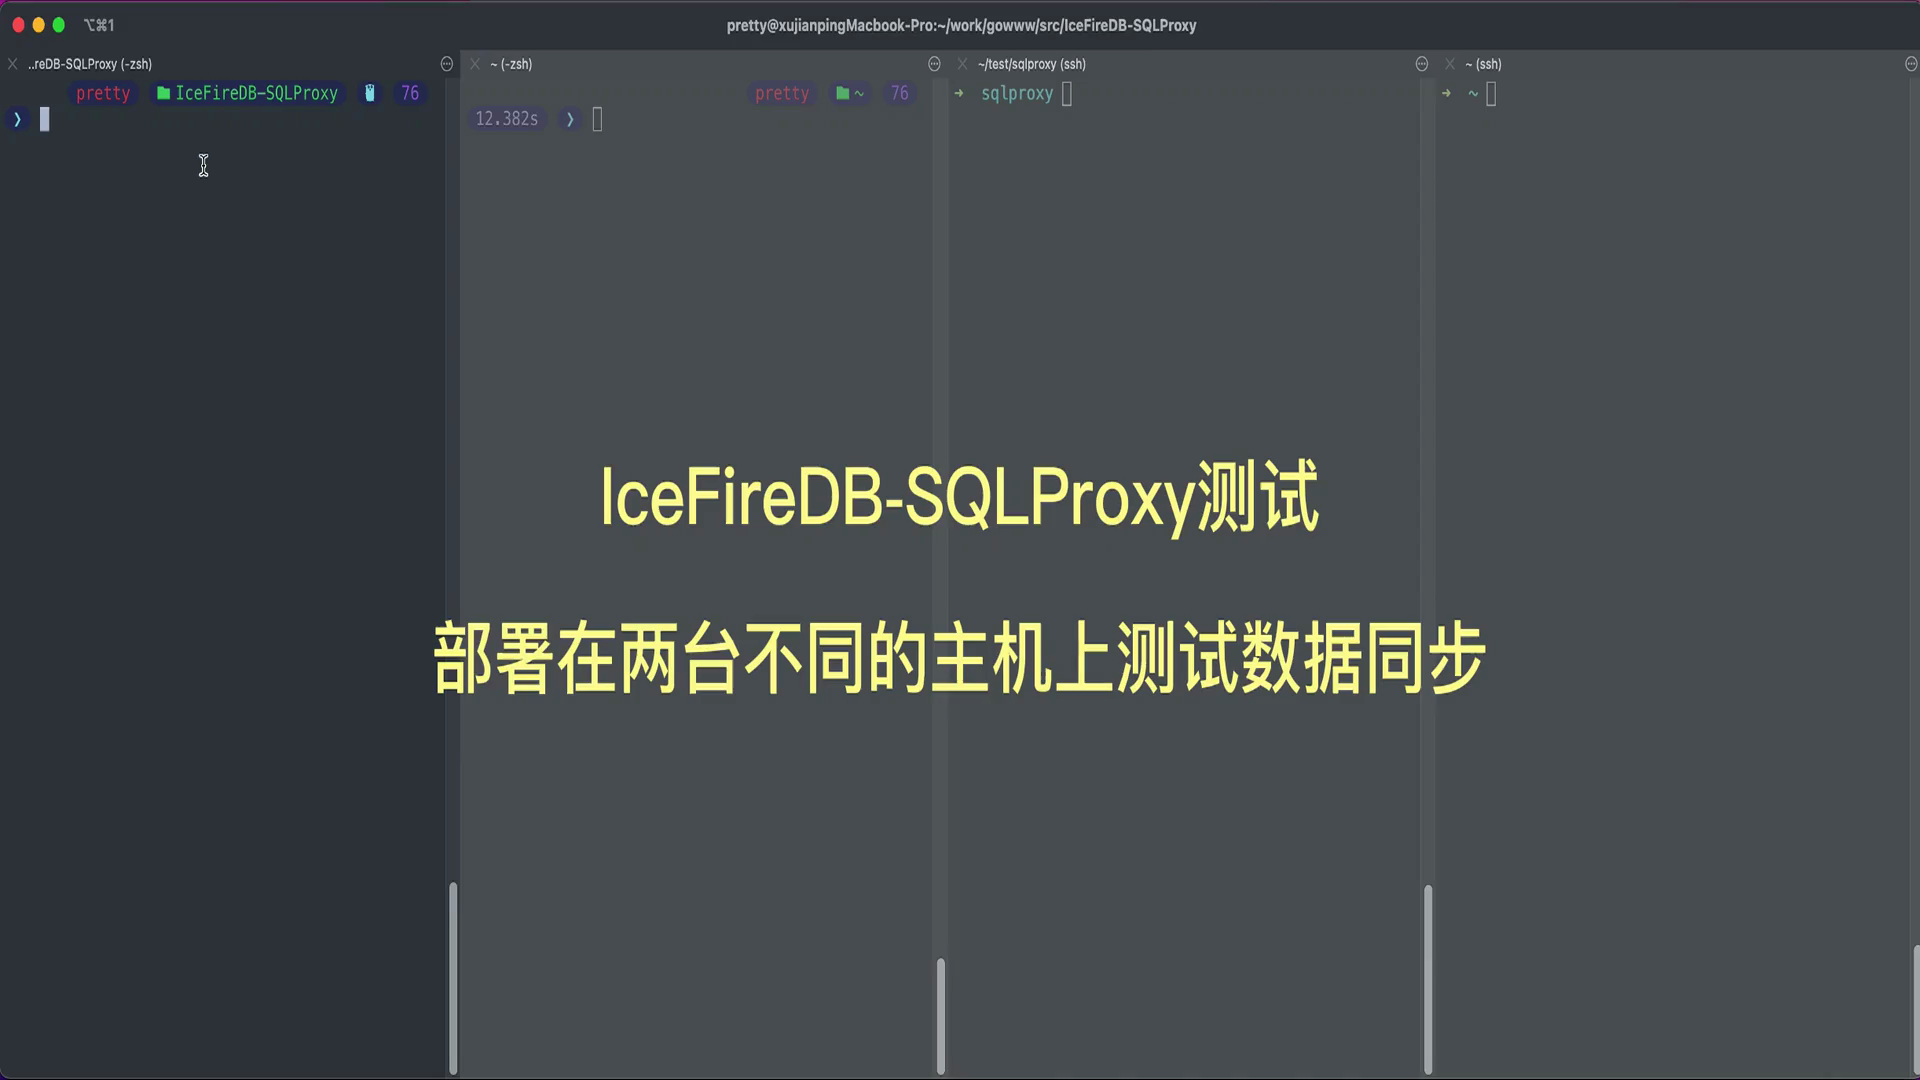 ⌥⌘1
pretty@xujianpingMacbook-Pro:~/work/gowww/src/IceFireDB-SQLProxy
..reDB-SQLProxy (-zsh)
~ (-zsh)
~/test/sqlproxy (ssh)
~ (ssh)
pretty IceFireDB-SQLProxy 76
❯
pretty ~ 76
12.382s ❯
→ sqlproxy
→ ~
IceFireDB-SQLProxy测试
部署在两台不同的主机上测试数据同步